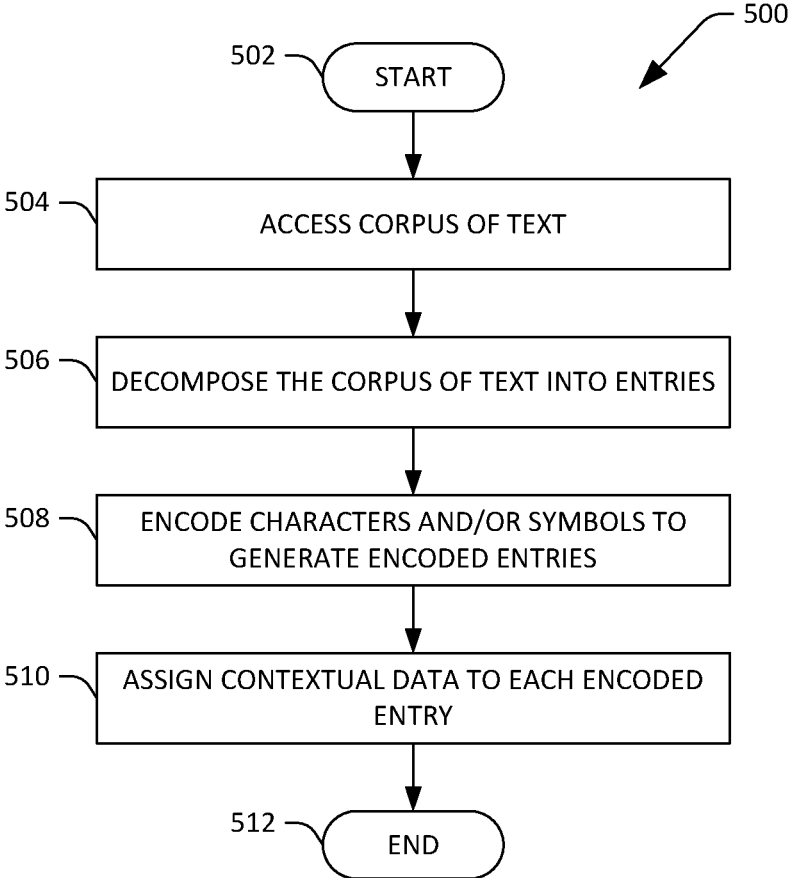 500
502
START
504
ACCESS CORPUS OF TEXT
506
DECOMPOSE THE CORPUS OF TEXT INTO ENTRIES
508
ENCODE CHARACTERS AND/OR SYMBOLS TO
GENERATE ENCODED ENTRIES
510
ASSIGN CONTEXTUAL DATA TO EACH ENCODED
ENTRY
512
END